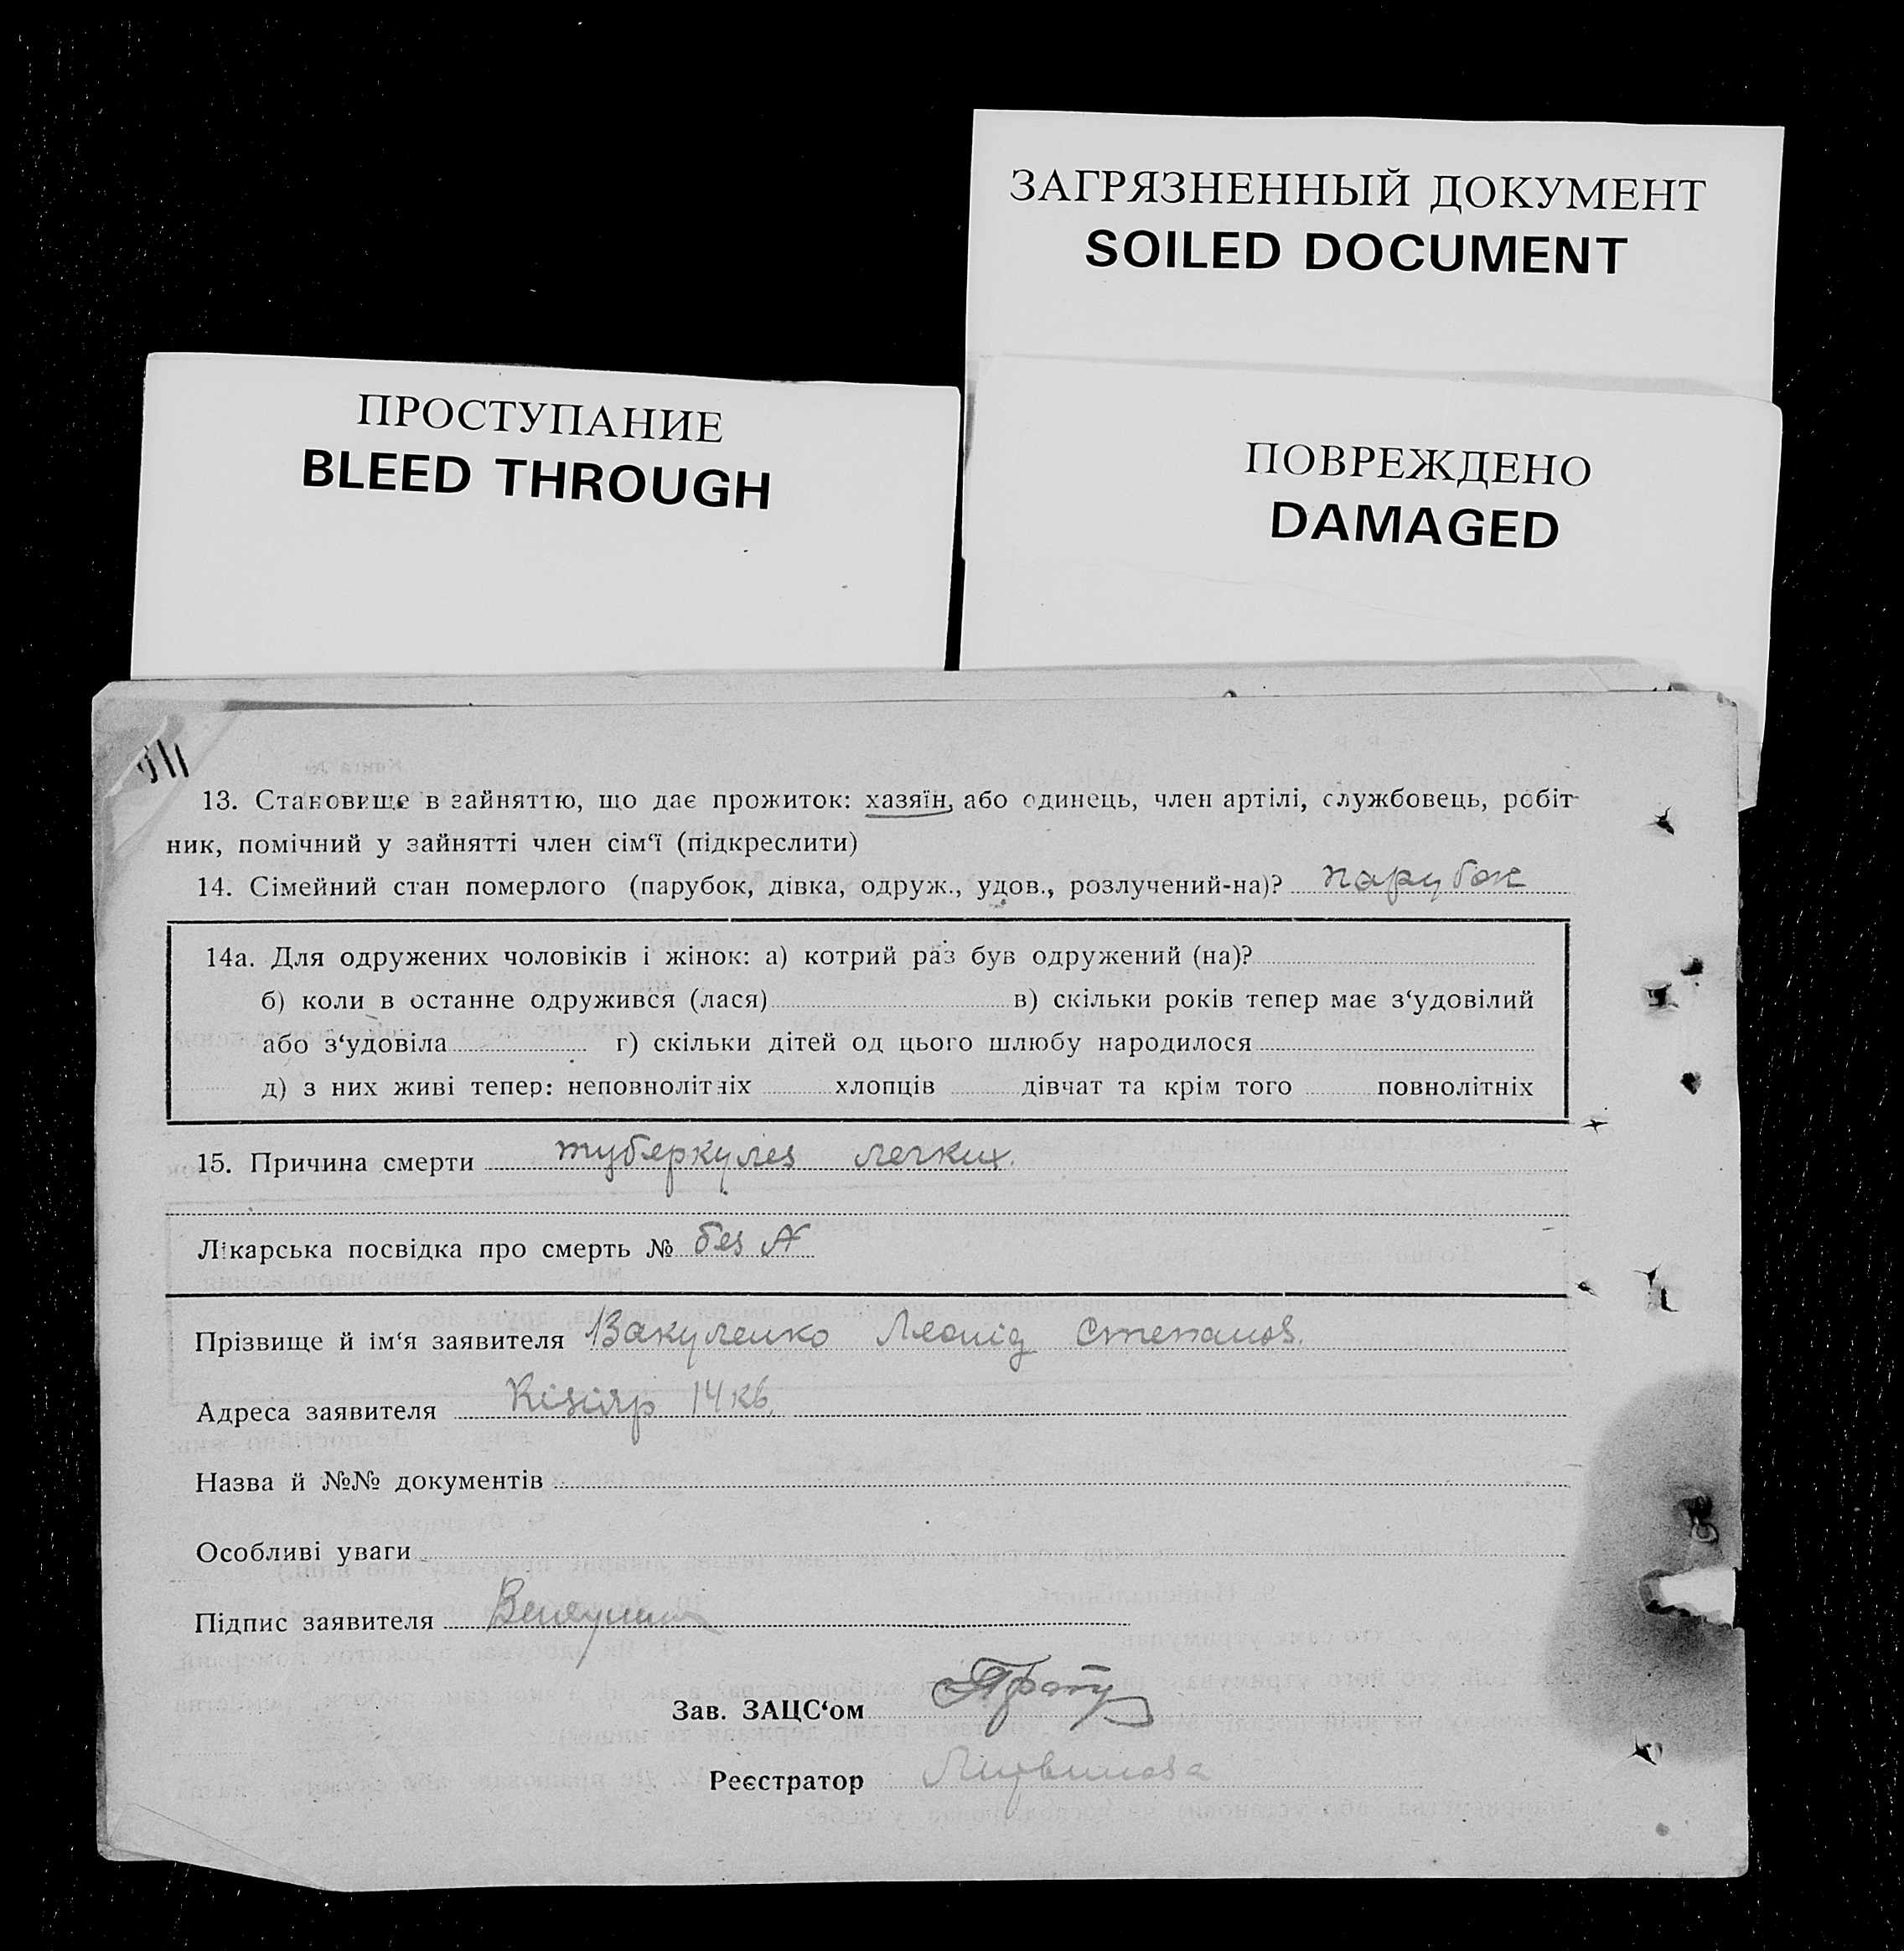 ЗАГРЯЗНЕННЫЙ ДОКУМЕНТ
SOILED DOCUMENT
ПРОСТУПАНИЕ
BLEED THROUGH
ПОВРЕЖДЕНО
DAMAGED
13. Становище в зайняттю, що дає прожиток: хазяїн, або одинець, член артілі, службовець, робіт-
ник, помічний у зайнятті член сім‘ї (підкреслити)
14. Сімейний стан померлого (парубок, дівка, одруж., удов., розлучений-на)? парубок
14а. Для одружених чоловіків і жінок: а) котрий раз був одружений (на)?
б) коли в останне одружився (лася) в) скільки років тепер має з‘удовілий
або з‘удовіла г) скільки дітей од цього шлюбу народилося
д) з них живі тепер: неповнолітніх хлопців дівчат та крім того повнолітніх
15. Причина смерти туберкулез легких.
Лікарська посвідка про смерть № без №
Прізвище й ім‘я заявителя Вакуленко Леонід Степанов.
Адреса заявителя Кізіяр 14 кв.
Назва й №№ документів
Особливі уваги
Підпис заявителя
Зав. ЗАЦС‘ом
Реєстратор Литвинова